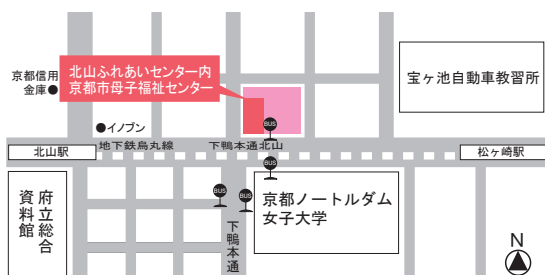 京都信用
金庫●
北山ふれあいセンター内
京都市母子福祉センター
宝ヶ池自動車教習所
●イノブン
BUS
北山駅
地下鉄烏丸線
下鴨本通北山
松ヶ崎駅
BUS
府立総合
資料館
BUS
BUS
京都ノートルダム
女子大学
下鴨本通
N